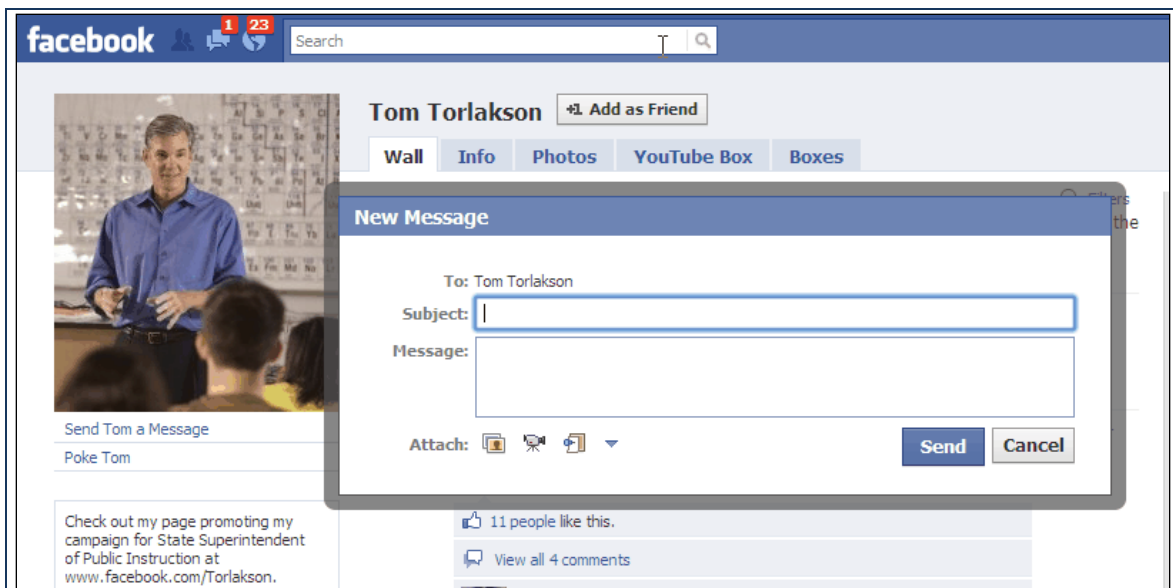 facebook
1
23
Search
Tom Torlakson
+1 Add as Friend
Wall Info Photos YouTube Box Boxes
Filters
the
New Message
To: Tom Torlakson
Subject:
Message:
Attach:
Send Cancel
Send Tom a Message
Poke Tom
11 people like this.
View all 4 comments
Check out my page promoting my
campaign for State Superintendent
of Public Instruction at
www.facebook.com/Torlakson.